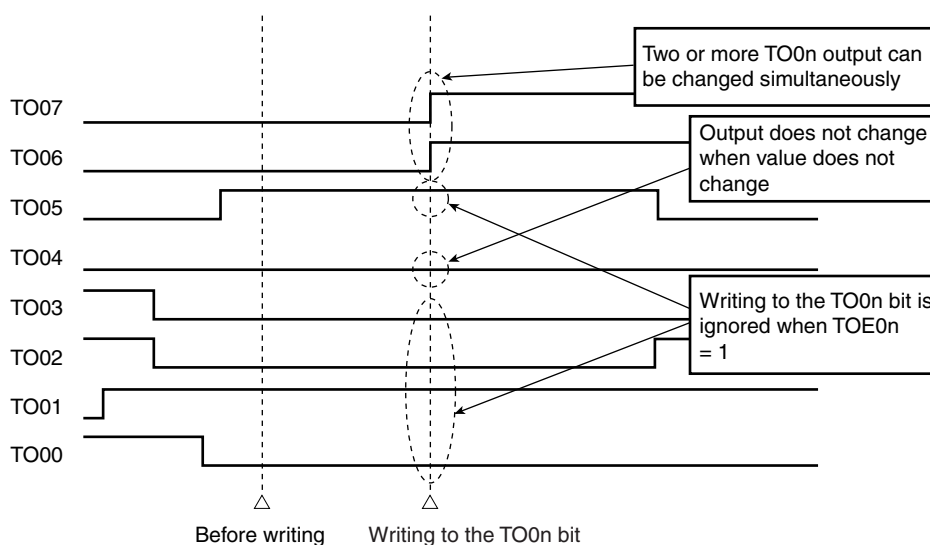 Two or more TO0n output can
be changed simultaneously
TO07
Output does not change
when value does not
change
TO06
TO05
TO04
Writing to the TO0n bit is
ignored when TOE0n
= 1
TO03
TO02
TO01
TO00
Before writing
Writing to the TO0n bit